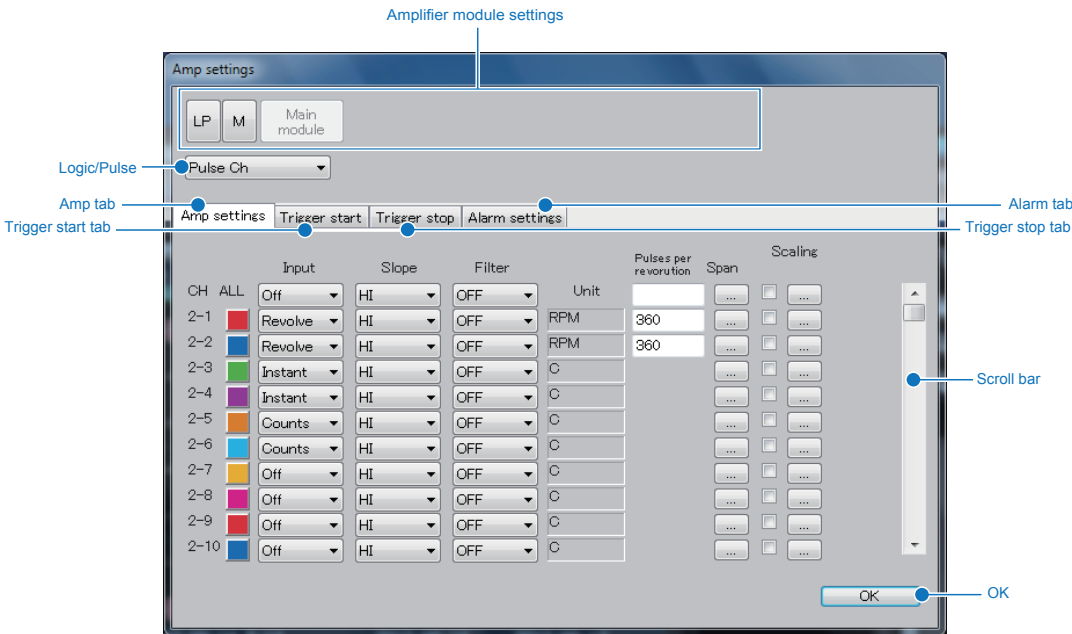 Amplifier module settings
Amp settings
LP M Main module
Logic/Pulse
Pulse Ch
Amp tab
Alarm tab
Trigger start tab
Trigger stop tab
Amp settings Trigger start Trigger stop Alarm settings
Scaling
Input Slope Filter Pulses per revorution Span
CH ALL Off HI OFF Unit ... ...
2-1 Revolve HI OFF RPM 360 ... ...
2-2 Revolve HI OFF RPM 360 ... ...
2-3 Instant HI OFF C ... ...
2-4 Instant HI OFF C ... ...
2-5 Counts HI OFF C ... ...
2-6 Counts HI OFF C ... ...
2-7 Off HI OFF C ... ...
2-8 Off HI OFF C ... ...
2-9 Off HI OFF C ... ...
2-10 Off HI OFF C ... ...
Scroll bar
OK
OK